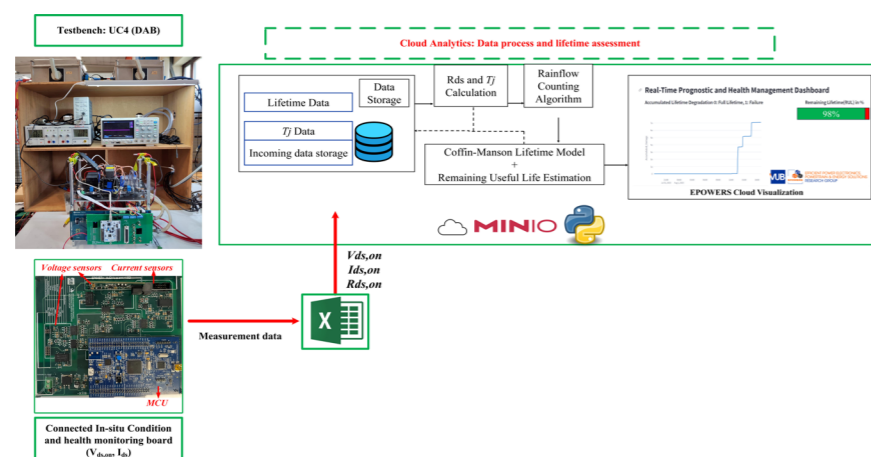 Testbench: UC4 (DAB)
Cloud Analytics: Data process and lifetime assessment
Lifetime Data
Tj Data
Incoming data storage
Data
Storage
Rds and Tj
Calculation
Rainflow
Counting
Algorithm
Coffin-Manson Lifetime Model
+
Remaining Useful Life Estimation
Real-Time Prognostic and Health Management Dashboard
Accumulated Lifetime Degradation 0: Full Lifetime, 1: Failure
Remaining Lifetime(RUL) in %
98%
VUB
EPOWERS Cloud Visualization
MINIO
Voltage sensors
Current sensors
MCU
Vds,on
Ids,on
Rds,on
X
Measurement data
Connected In-situ Condition
and health monitoring board
(Vds,on, Ids)